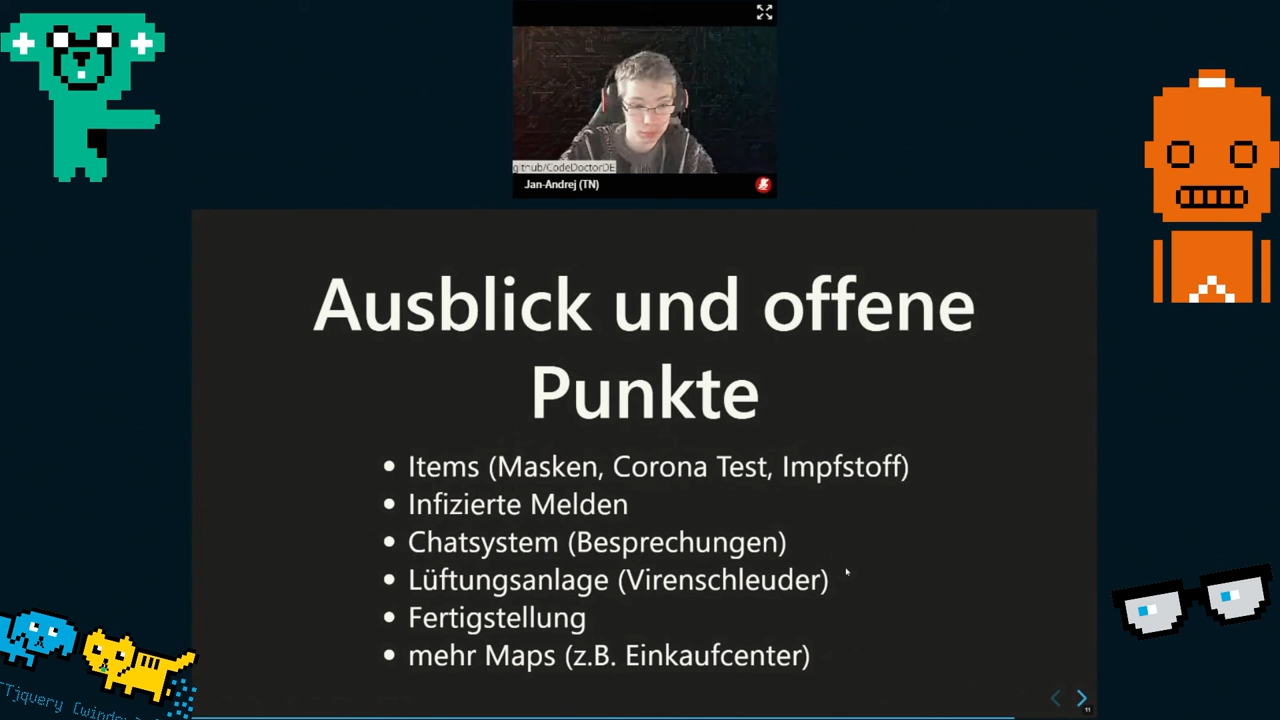 github/CodeDoctorDE
Jan-Andrej (TN)
Ausblick und offene
Punkte
• Items (Masken, Corona Test, Impfstoff)
• Infizierte Melden
• Chatsystem (Besprechungen)
• Lüftungsanlage (Virenschleuder)
• Fertigstellung
• mehr Maps (z.B. Einkaufcenter)
11